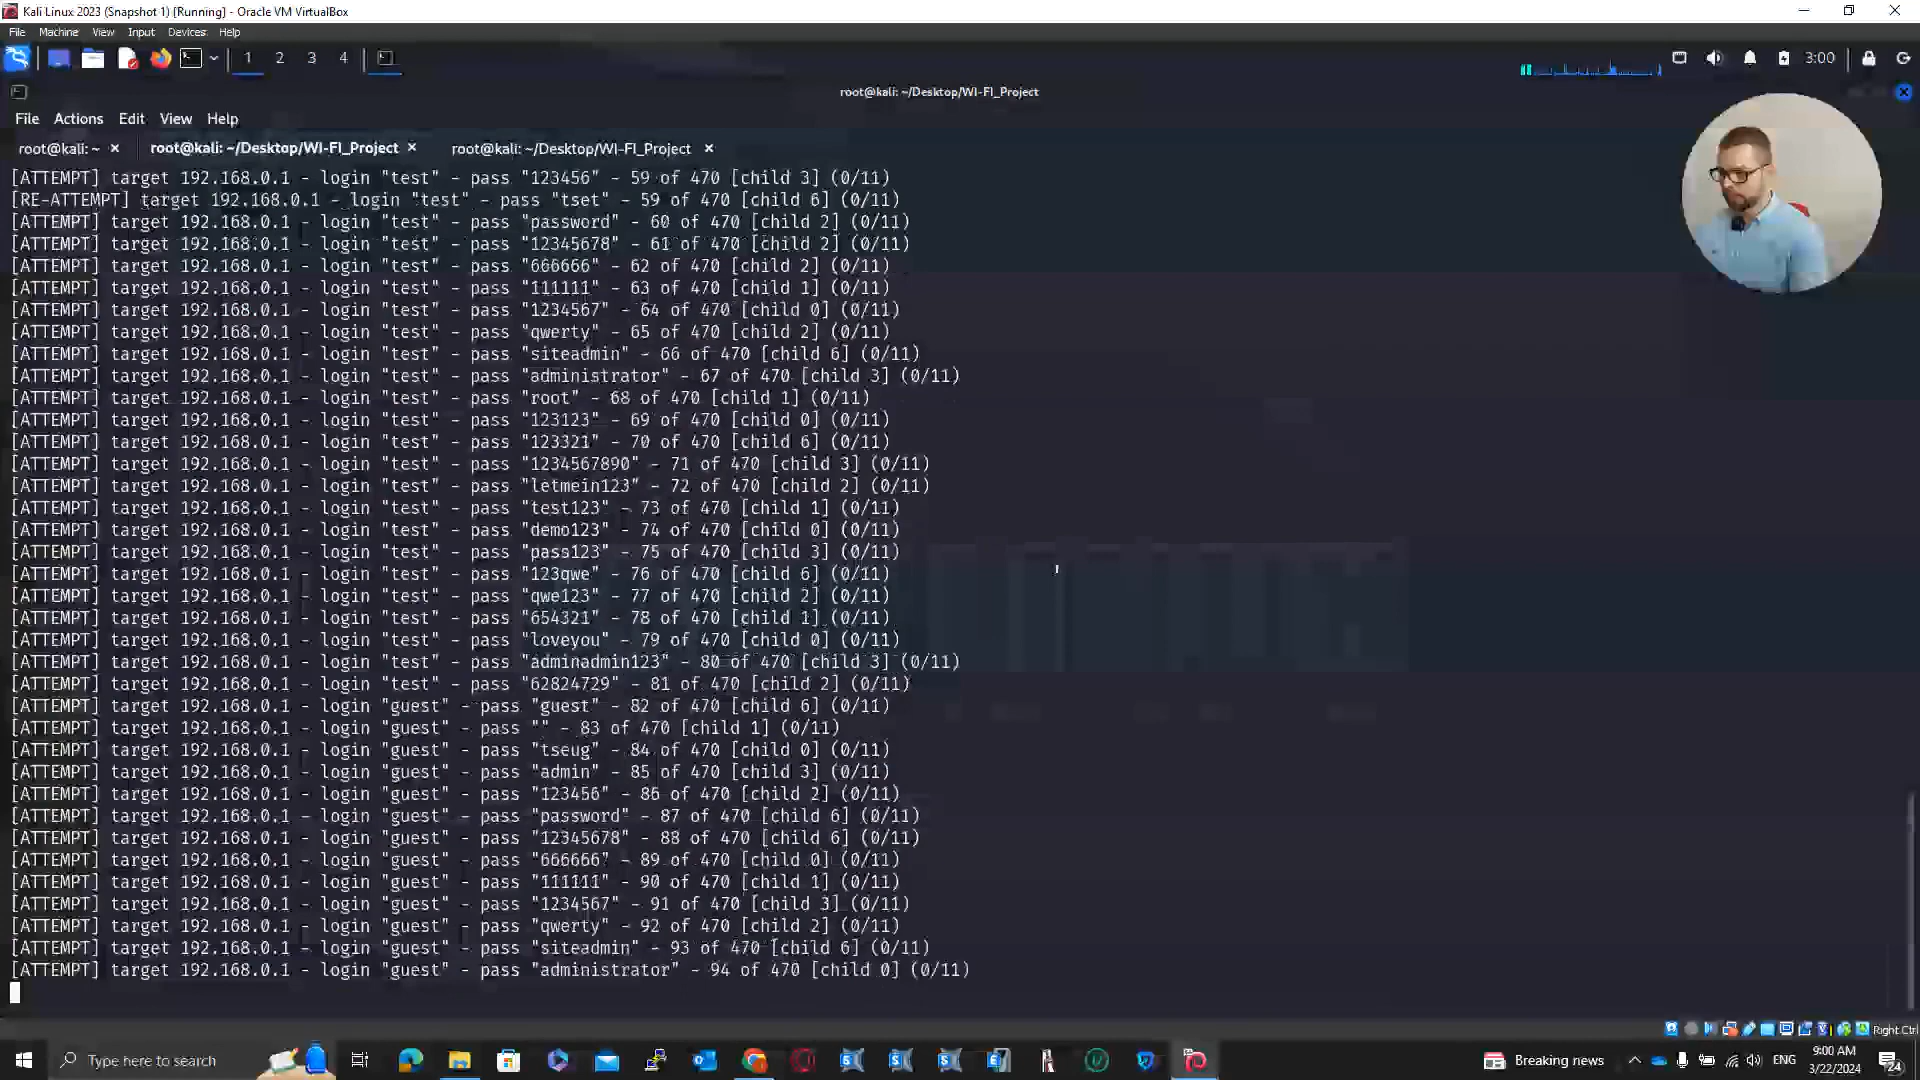 Kali Linux 2023 (Snapshot 1) [Running] - Oracle VM VirtualBox
File Machine View Input Devices Help
1 2 3 4 3:00
root@kali: ~/Desktop/WI-FI_Project
File Actions Edit View Help
root@kali: ~ × root@kali: ~/Desktop/WI-FI_Project × root@kali: ~/Desktop/WI-FI_Project ×
[ATTEMPT] target 192.168.0.1 - login "test" - pass "123456" - 59 of 470 [child 3] (0/11)
[RE-ATTEMPT] target 192.168.0.1 - login "test" - pass "tset" - 59 of 470 [child 6] (0/11)
[ATTEMPT] target 192.168.0.1 - login "test" - pass "password" - 60 of 470 [child 2] (0/11)
[ATTEMPT] target 192.168.0.1 - login "test" - pass "12345678" - 61 of 470 [child 2] (0/11)
[ATTEMPT] target 192.168.0.1 - login "test" - pass "666666" - 62 of 470 [child 2] (0/11)
[ATTEMPT] target 192.168.0.1 - login "test" - pass "111111" - 63 of 470 [child 1] (0/11)
[ATTEMPT] target 192.168.0.1 - login "test" - pass "1234567" - 64 of 470 [child 0] (0/11)
[ATTEMPT] target 192.168.0.1 - login "test" - pass "qwerty" - 65 of 470 [child 2] (0/11)
[ATTEMPT] target 192.168.0.1 - login "test" - pass "siteadmin" - 66 of 470 [child 6] (0/11)
[ATTEMPT] target 192.168.0.1 - login "test" - pass "administrator" - 67 of 470 [child 3] (0/11)
[ATTEMPT] target 192.168.0.1 - login "test" - pass "root" - 68 of 470 [child 1] (0/11)
[ATTEMPT] target 192.168.0.1 - login "test" - pass "123123" - 69 of 470 [child 0] (0/11)
[ATTEMPT] target 192.168.0.1 - login "test" - pass "123321" - 70 of 470 [child 6] (0/11)
[ATTEMPT] target 192.168.0.1 - login "test" - pass "1234567890" - 71 of 470 [child 3] (0/11)
[ATTEMPT] target 192.168.0.1 - login "test" - pass "letmein123" - 72 of 470 [child 2] (0/11)
[ATTEMPT] target 192.168.0.1 - login "test" - pass "test123" - 73 of 470 [child 1] (0/11)
[ATTEMPT] target 192.168.0.1 - login "test" - pass "demo123" - 74 of 470 [child 0] (0/11)
[ATTEMPT] target 192.168.0.1 - login "test" - pass "pass123" - 75 of 470 [child 3] (0/11)
[ATTEMPT] target 192.168.0.1 - login "test" - pass "123qwe" - 76 of 470 [child 6] (0/11)
[ATTEMPT] target 192.168.0.1 - login "test" - pass "qwe123" - 77 of 470 [child 2] (0/11)
[ATTEMPT] target 192.168.0.1 - login "test" - pass "654321" - 78 of 470 [child 1] (0/11)
[ATTEMPT] target 192.168.0.1 - login "test" - pass "loveyou" - 79 of 470 [child 0] (0/11)
[ATTEMPT] target 192.168.0.1 - login "test" - pass "adminadmin123" - 80 of 470 [child 3] (0/11)
[ATTEMPT] target 192.168.0.1 - login "test" - pass "62824729" - 81 of 470 [child 2] (0/11)
[ATTEMPT] target 192.168.0.1 - login "guest" - pass "guest" - 82 of 470 [child 6] (0/11)
[ATTEMPT] target 192.168.0.1 - login "guest" - pass "" - 83 of 470 [child 1] (0/11)
[ATTEMPT] target 192.168.0.1 - login "guest" - pass "tseug" - 84 of 470 [child 0] (0/11)
[ATTEMPT] target 192.168.0.1 - login "guest" - pass "admin" - 85 of 470 [child 3] (0/11)
[ATTEMPT] target 192.168.0.1 - login "guest" - pass "123456" - 86 of 470 [child 2] (0/11)
[ATTEMPT] target 192.168.0.1 - login "guest" - pass "password" - 87 of 470 [child 6] (0/11)
[ATTEMPT] target 192.168.0.1 - login "guest" - pass "12345678" - 88 of 470 [child 6] (0/11)
[ATTEMPT] target 192.168.0.1 - login "guest" - pass "666666" - 89 of 470 [child 0] (0/11)
[ATTEMPT] target 192.168.0.1 - login "guest" - pass "111111" - 90 of 470 [child 1] (0/11)
[ATTEMPT] target 192.168.0.1 - login "guest" - pass "1234567" - 91 of 470 [child 3] (0/11)
[ATTEMPT] target 192.168.0.1 - login "guest" - pass "qwerty" - 92 of 470 [child 2] (0/11)
[ATTEMPT] target 192.168.0.1 - login "guest" - pass "siteadmin" - 93 of 470 [child 6] (0/11)
[ATTEMPT] target 192.168.0.1 - login "guest" - pass "administrator" - 94 of 470 [child 0] (0/11)
Right Ctrl
Type here to search Breaking news ENG 9:00 AM
3/22/2024 24